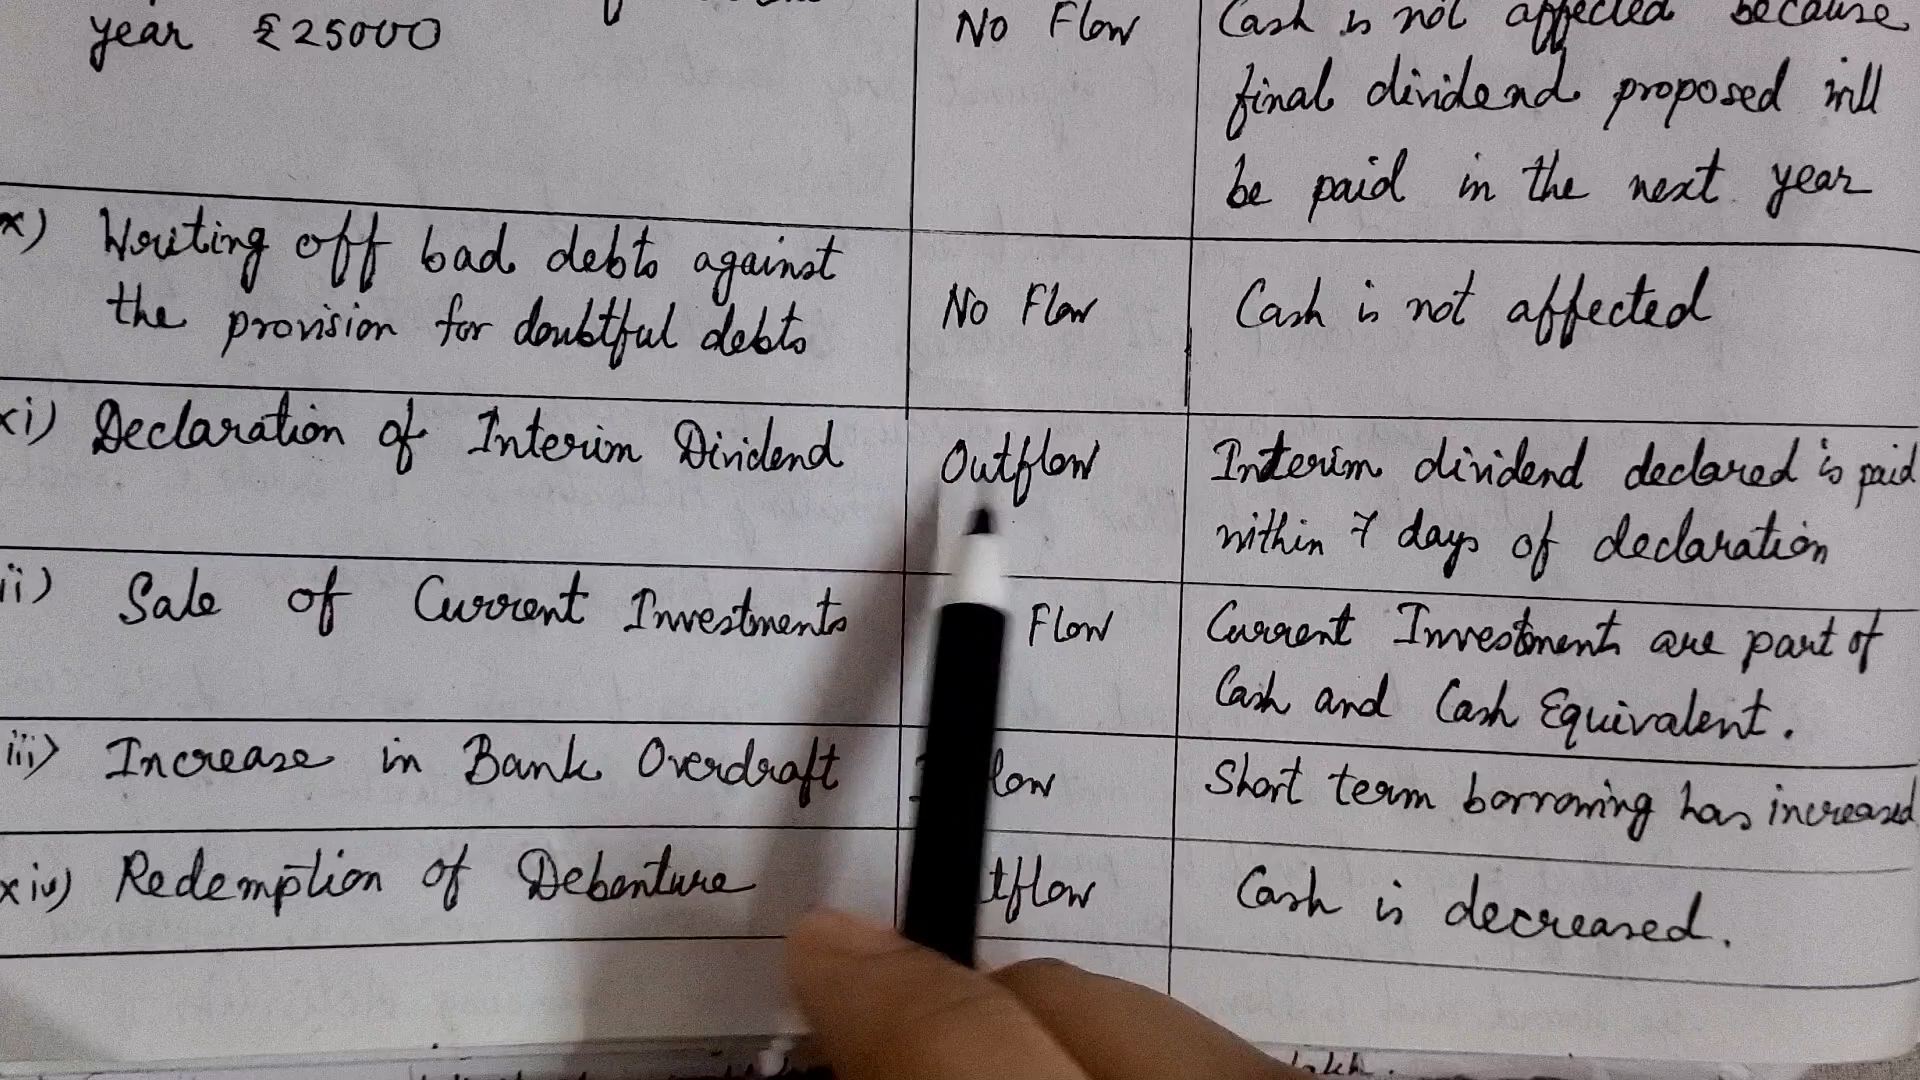 year ₹25000
No Flow
Cash is not affected because
final dividend proposed will
be paid in the next year
x) Writing off bad debts against
the provision for doubtful debts
No Flow
Cash is not affected
xi) Declaration of Interim Dividend
Outflow
Interim dividend declared is paid
within 7 days of declaration
ii) Sale of Current Investments
Flow
Current Investments are part of
Cash and Cash Equivalent.
iii) Increase in Bank Overdraft
low
Short term borrowing has increased
xiv) Redemption of Debenture
tflow
Cash is decreased.